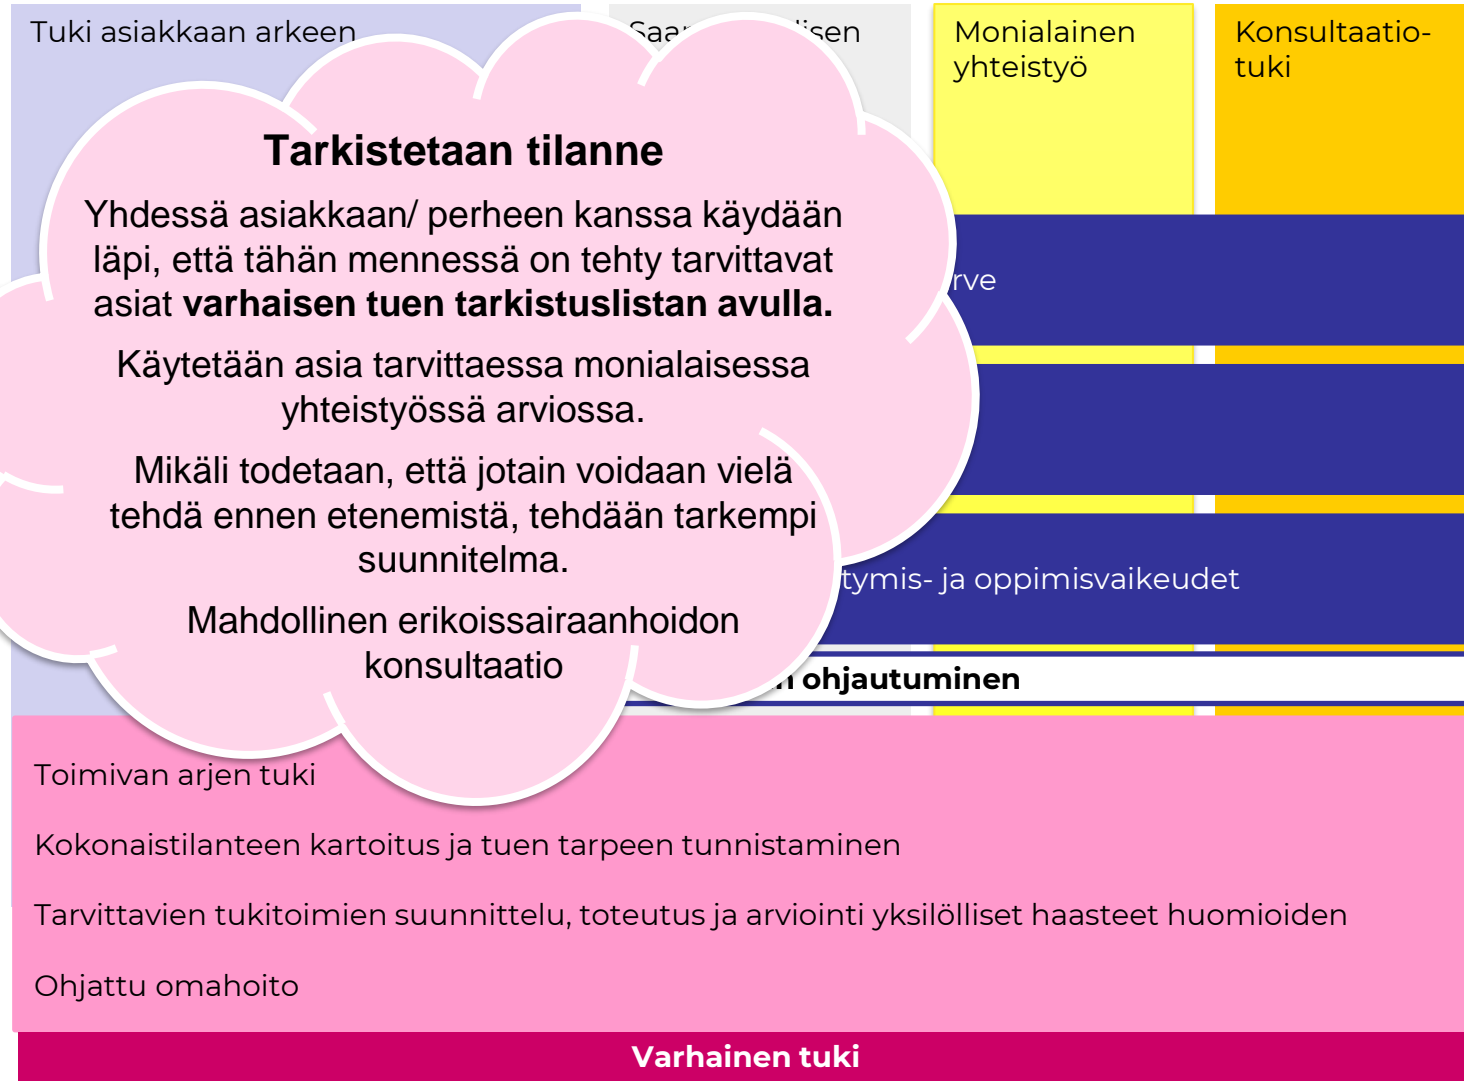 Tuki asiakkaan arkeen
Monialainen
yhteistyö
Konsultaatio-
tuki
Tarkistetaan tilanne
Yhdessä asiakkaan/ perheen kanssa käydään
läpi, että tähän mennessä on tehty tarvittavat
asiat varhaisen tuen tarkistuslistan avulla.
Käytetään asia tarvittaessa monialaisessa
yhteistyössä arviossa.
Mikäli todetaan, että jotain voidaan vielä
tehdä ennen etenemistä, tehdään tarkempi
suunnitelma.
Mahdollinen erikoissairaanhoidon
konsultaatio
ja oppimisvaikeudet
ohjautuminen
Toimivan arjen tuki
Kokonaistilanteen kartoitus ja tuen tarpeen tunnistaminen
Tarvittavien tukitoimien suunnittelu, toteutus ja arviointi yksilölliset haasteet huomioiden
Ohjattu omahoito
Varhainen tuki